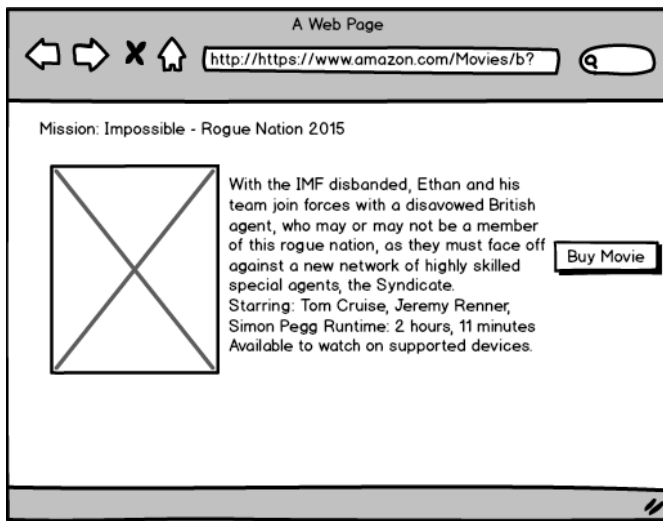 A Web Page
http://https://www.amazon.com/Movies/b?
Mission: Impossible - Rogue Nation 2015
With the IMF disbanded, Ethan and his
team join forces with a disavowed British
agent, who may or may not be a member
of this rogue nation, as they must face off
against a new network of highly skilled
special agents, the Syndicate.
Starring: Tom Cruise, Jeremy Renner,
Simon Pegg Runtime: 2 hours, 11 minutes
Available to watch on supported devices.
Buy Movie